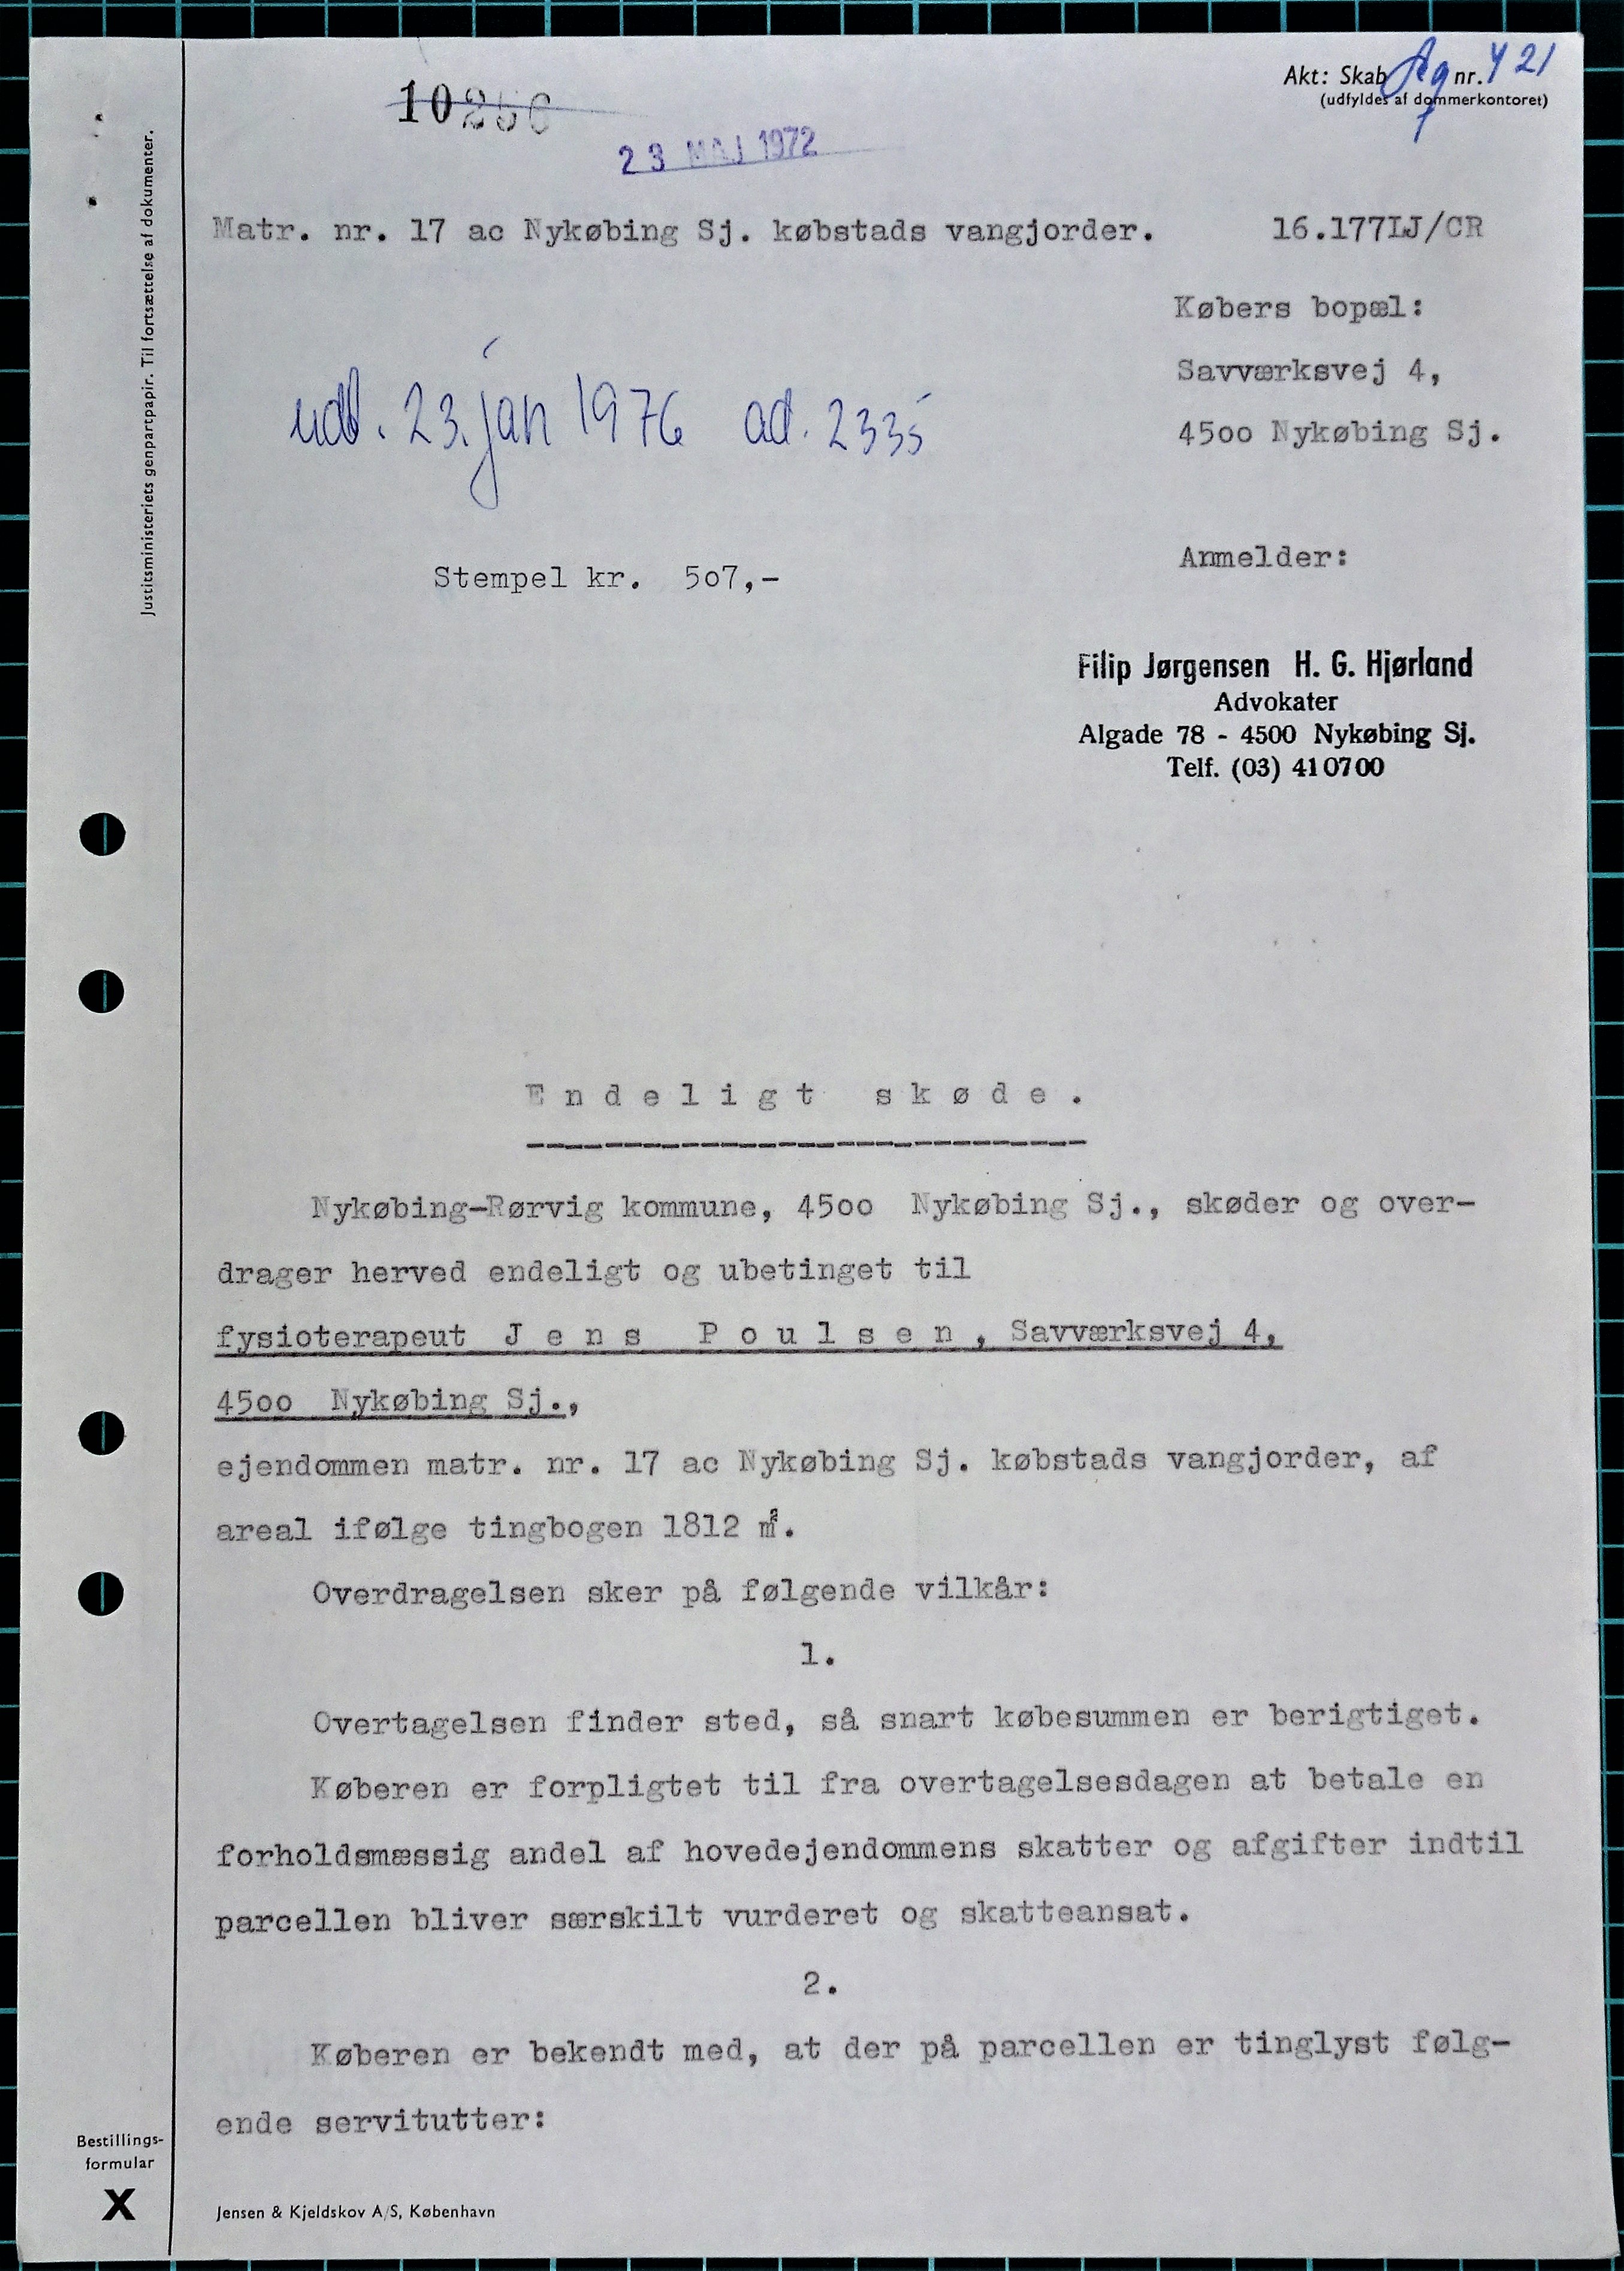 Akt: Skab nr. 421
(udfyldes af dommerkontoret)
10256
23 MAJ 1972
Matr. nr. 17 ac Nykøbing Sj. købstads vangjorder. 16.177LJ/CR
Købers bopæl:
Savværksvej 4,
4500 Nykøbing Sj.
udl. 23. jan 1976 ad. 2335
Stempel kr. 507,-
Anmelder:
Filip Jørgensen H. G. Hjørland
Advokater
Algade 78 - 4500 Nykøbing Sj.
Telf. (03) 410700
Endeligt skøde.
Nykøbing-Rørvig kommune, 4500 Nykøbing Sj., skøder og over-
drager herved endeligt og ubetinget til
fysioterapeut Jens Poulsen, Savværksvej 4,
4500 Nykøbing Sj.,
ejendommen matr. nr. 17 ac Nykøbing Sj. købstads vangjorder, af
areal ifølge tingbogen 1812 m².
Overdragelsen sker på følgende vilkår:
1.
Overtagelsen finder sted, så snart købesummen er berigtiget.
Køberen er forpligtet til fra overtagelsesdagen at betale en
forholdsmæssig andel af hovedejendommens skatter og afgifter indtil
parcellen bliver særskilt vurderet og skatteansat.
2.
Køberen er bekendt med, at der på parcellen er tinglyst følg-
ende servitutter:
Justitsministeriets genpartpapir. Til fortsættelse af dokumenter.
Bestillings-
formular
X
Jensen & Kjeldskov A/S, København